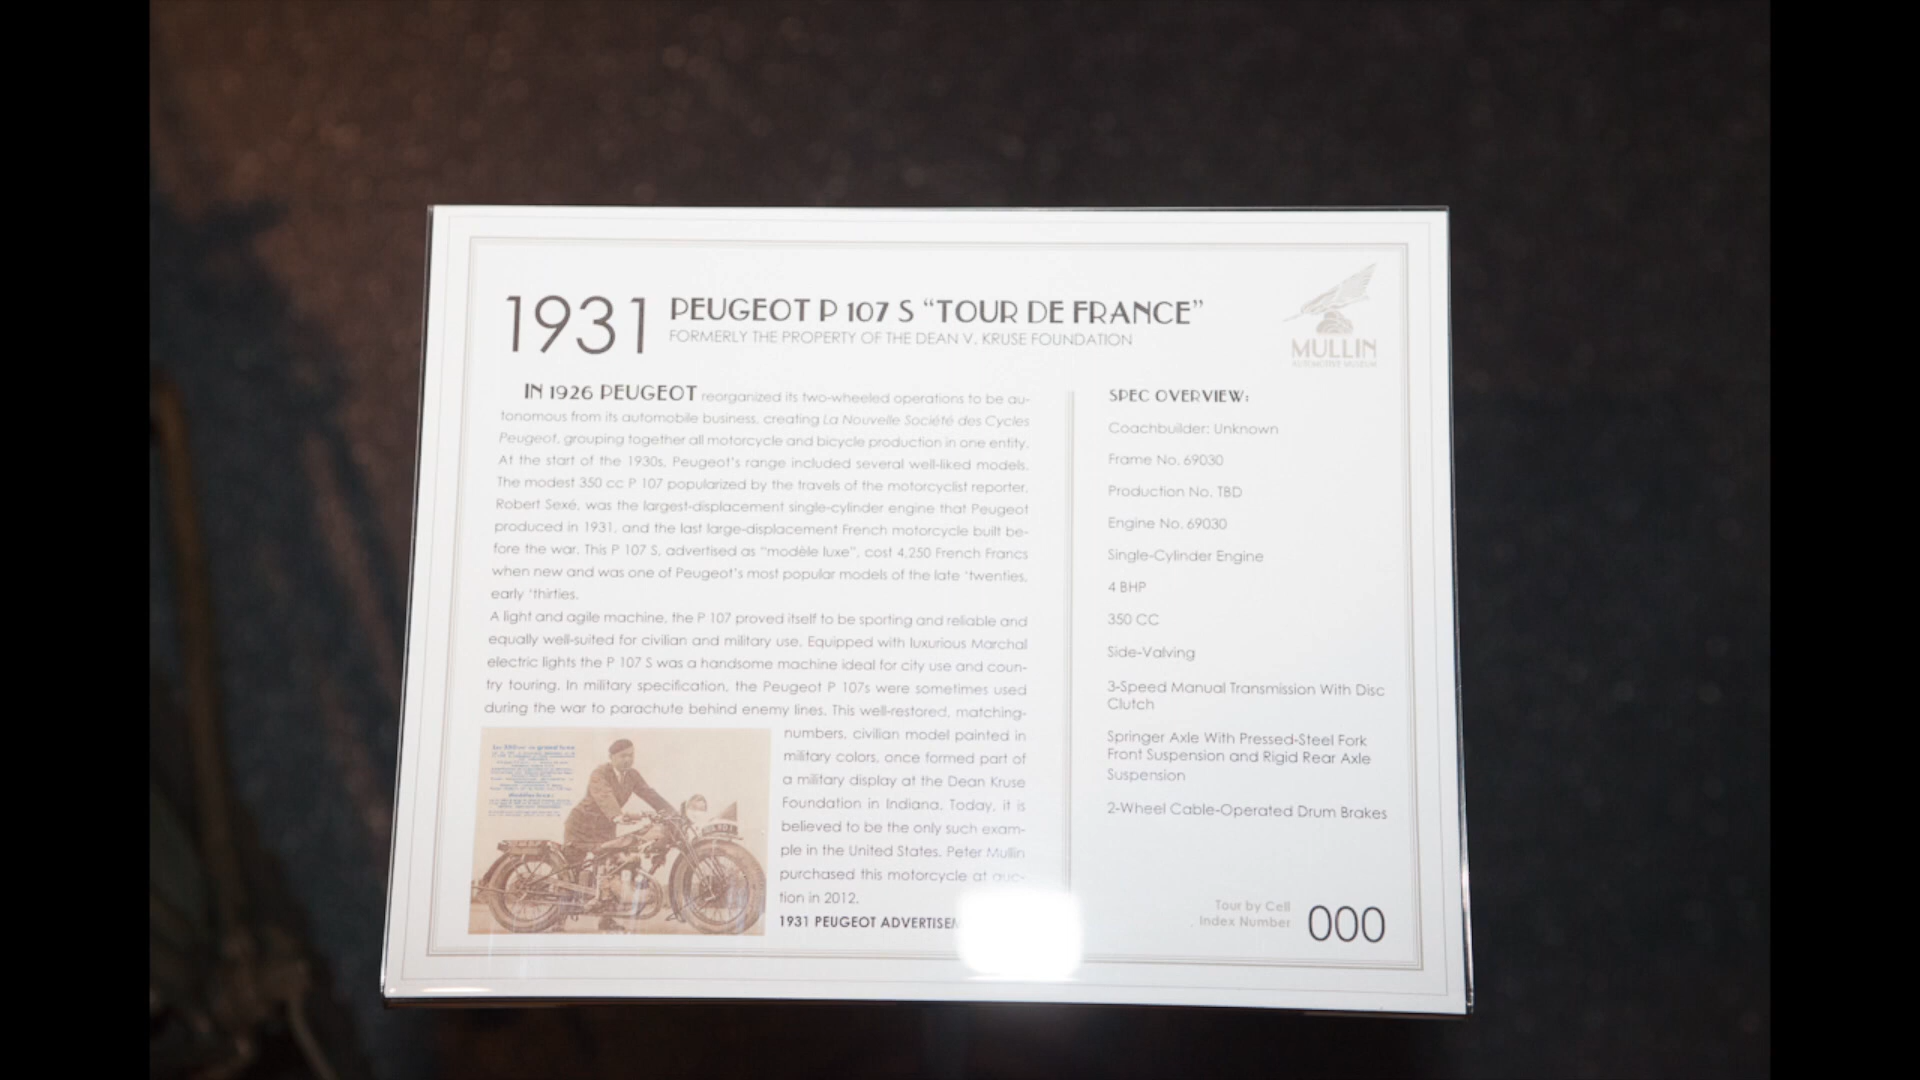 1931
PEUGEOT P 107 S “TOUR DE FRANCE”
FORMERLY THE PROPERTY OF THE DEAN V. KRUSE FOUNDATION
MULLIN
AUTOMOTIVE MUSEUM
IN 1926 PEUGEOT reorganized its two-wheeled operations to be au-
tonomous from its automobile business, creating La Nouvelle Société des Cycles
Peugeot, grouping together all motorcycle and bicycle production in one entity.
At the start of the 1930s, Peugeot’s range included several well-liked models.
The modest 350 cc P 107 popularized by the travels of the motorcyclist reporter,
Robert Sexé, was the largest-displacement single-cylinder engine that Peugeot
produced in 1931, and the last large-displacement French motorcycle built be-
fore the war. This P 107 S, advertised as “modèle luxe”, cost 4,250 French Francs
when new and was one of Peugeot’s most popular models of the late ‘twenties,
early ‘thirties.
A light and agile machine, the P 107 proved itself to be sporting and reliable and
equally well-suited for civilian and military use. Equipped with luxurious Marchal
electric lights the P 107 S was a handsome machine ideal for city use and coun-
try touring. In military specification, the Peugeot P 107s were sometimes used
during the war to parachute behind enemy lines. This well-restored, matching-
numbers, civilian model painted in
military colors, once formed part of
a military display at the Dean Kruse
Foundation in Indiana. Today, it is
believed to be the only such exam-
ple in the United States. Peter Mullin
purchased this motorcycle at auc-
tion in 2012.
1931 PEUGEOT
SPEC OVERVIEW:
Coachbuilder: Unknown
Frame No. 69030
Production No. TBD
Engine No. 69030
Single-Cylinder Engine
4 BHP
350 CC
Side-Valving
3-Speed Manual Transmission With Disc
Clutch
Springer Axle With Pressed-Steel Fork
Front Suspension and Rigid Rear Axle
Suspension
2-Wheel Cable-Operated Drum Brakes
Tour by Cell
Index Number
000